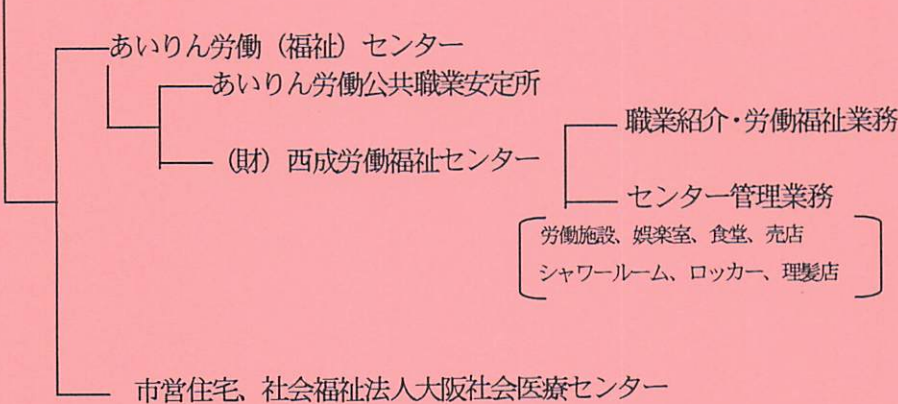 あいりん労働（福祉）センター
あいりん労働公共職業安定所
職業紹介・労働福祉業務
（財）西成労働福祉センター
センター管理業務
労働施設、娯楽室、食堂、売店
シャワールーム、ロッカー、理髪店
市営住宅、社会福祉法人大阪社会医療センター